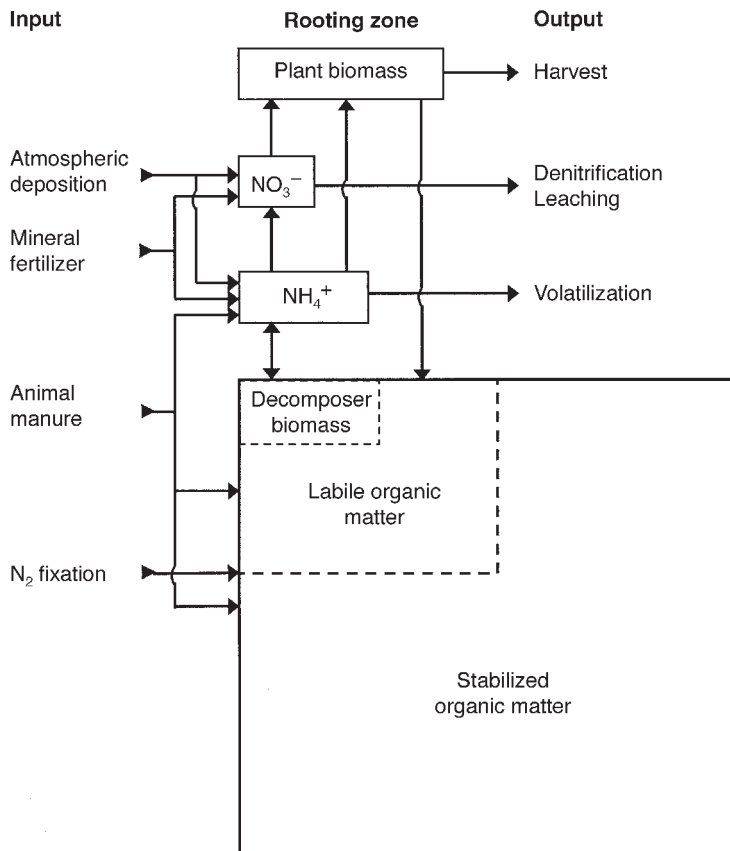 Input
Rooting zone
Output
Plant biomass
Harvest
Atmospheric
deposition
NO₃⁻
Denitrification
Leaching
Mineral
fertilizer
NH₄⁺
Volatilization
Animal
manure
Decomposer
biomass
Labile organic
matter
N₂ fixation
Stabilized
organic matter